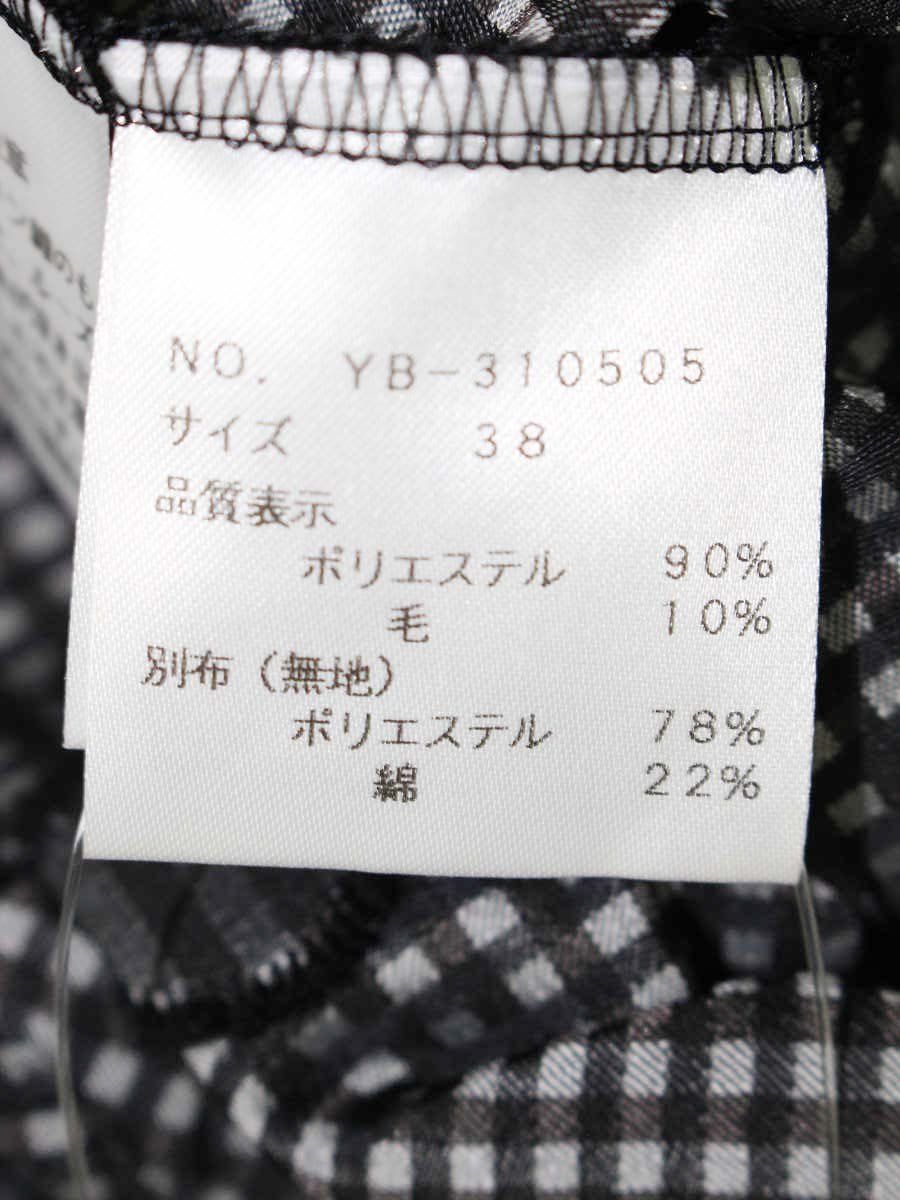 NO. YB-310505
サイズ 38
品質表示
ポリエステル 90%
毛 10%
別布(無地)
ポリエステル 78%
綿 22%